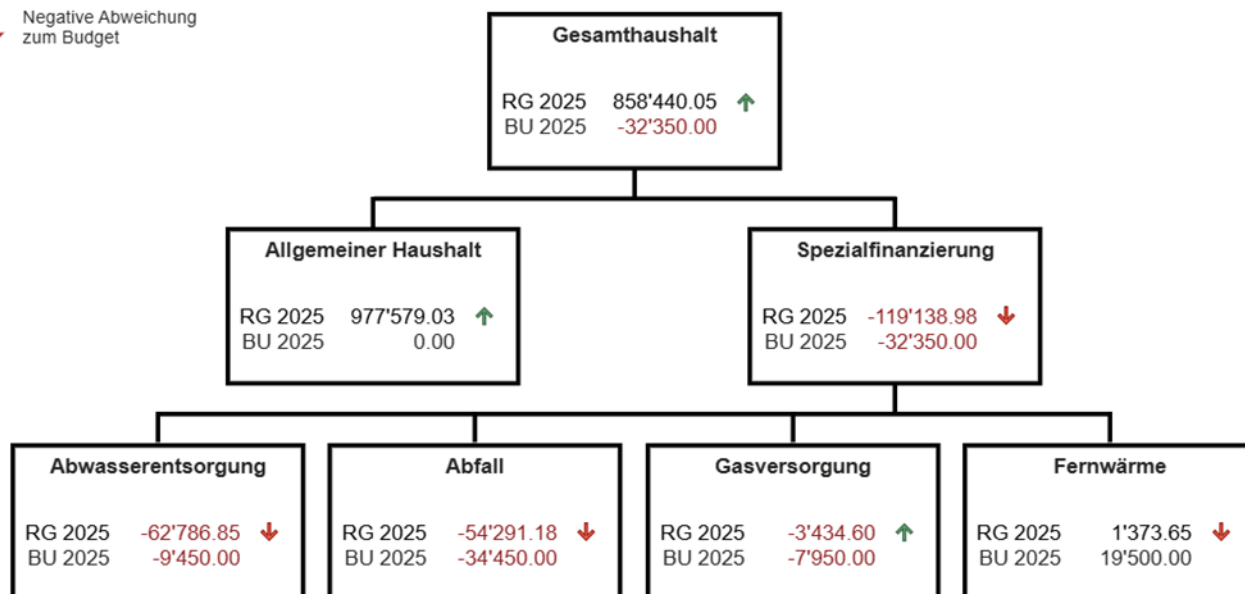 Negative Abweichung
zum Budget
Gesamthaushalt
RG 2025 858'440.05
BU 2025 -32'350.00
Allgemeiner Haushalt
RG 2025 977'579.03
BU 2025 0.00
Spezialfinanzierung
RG 2025 -119'138.98
BU 2025 -32'350.00
Abwasserentsorgung
RG 2025 -62'786.85
BU 2025 -9'450.00
Abfall
RG 2025 -54'291.18
BU 2025 -34'450.00
Gasversorgung
RG 2025 -3'434.60
BU 2025 -7'950.00
Fernwärme
RG 2025 1'373.65
BU 2025 19'500.00